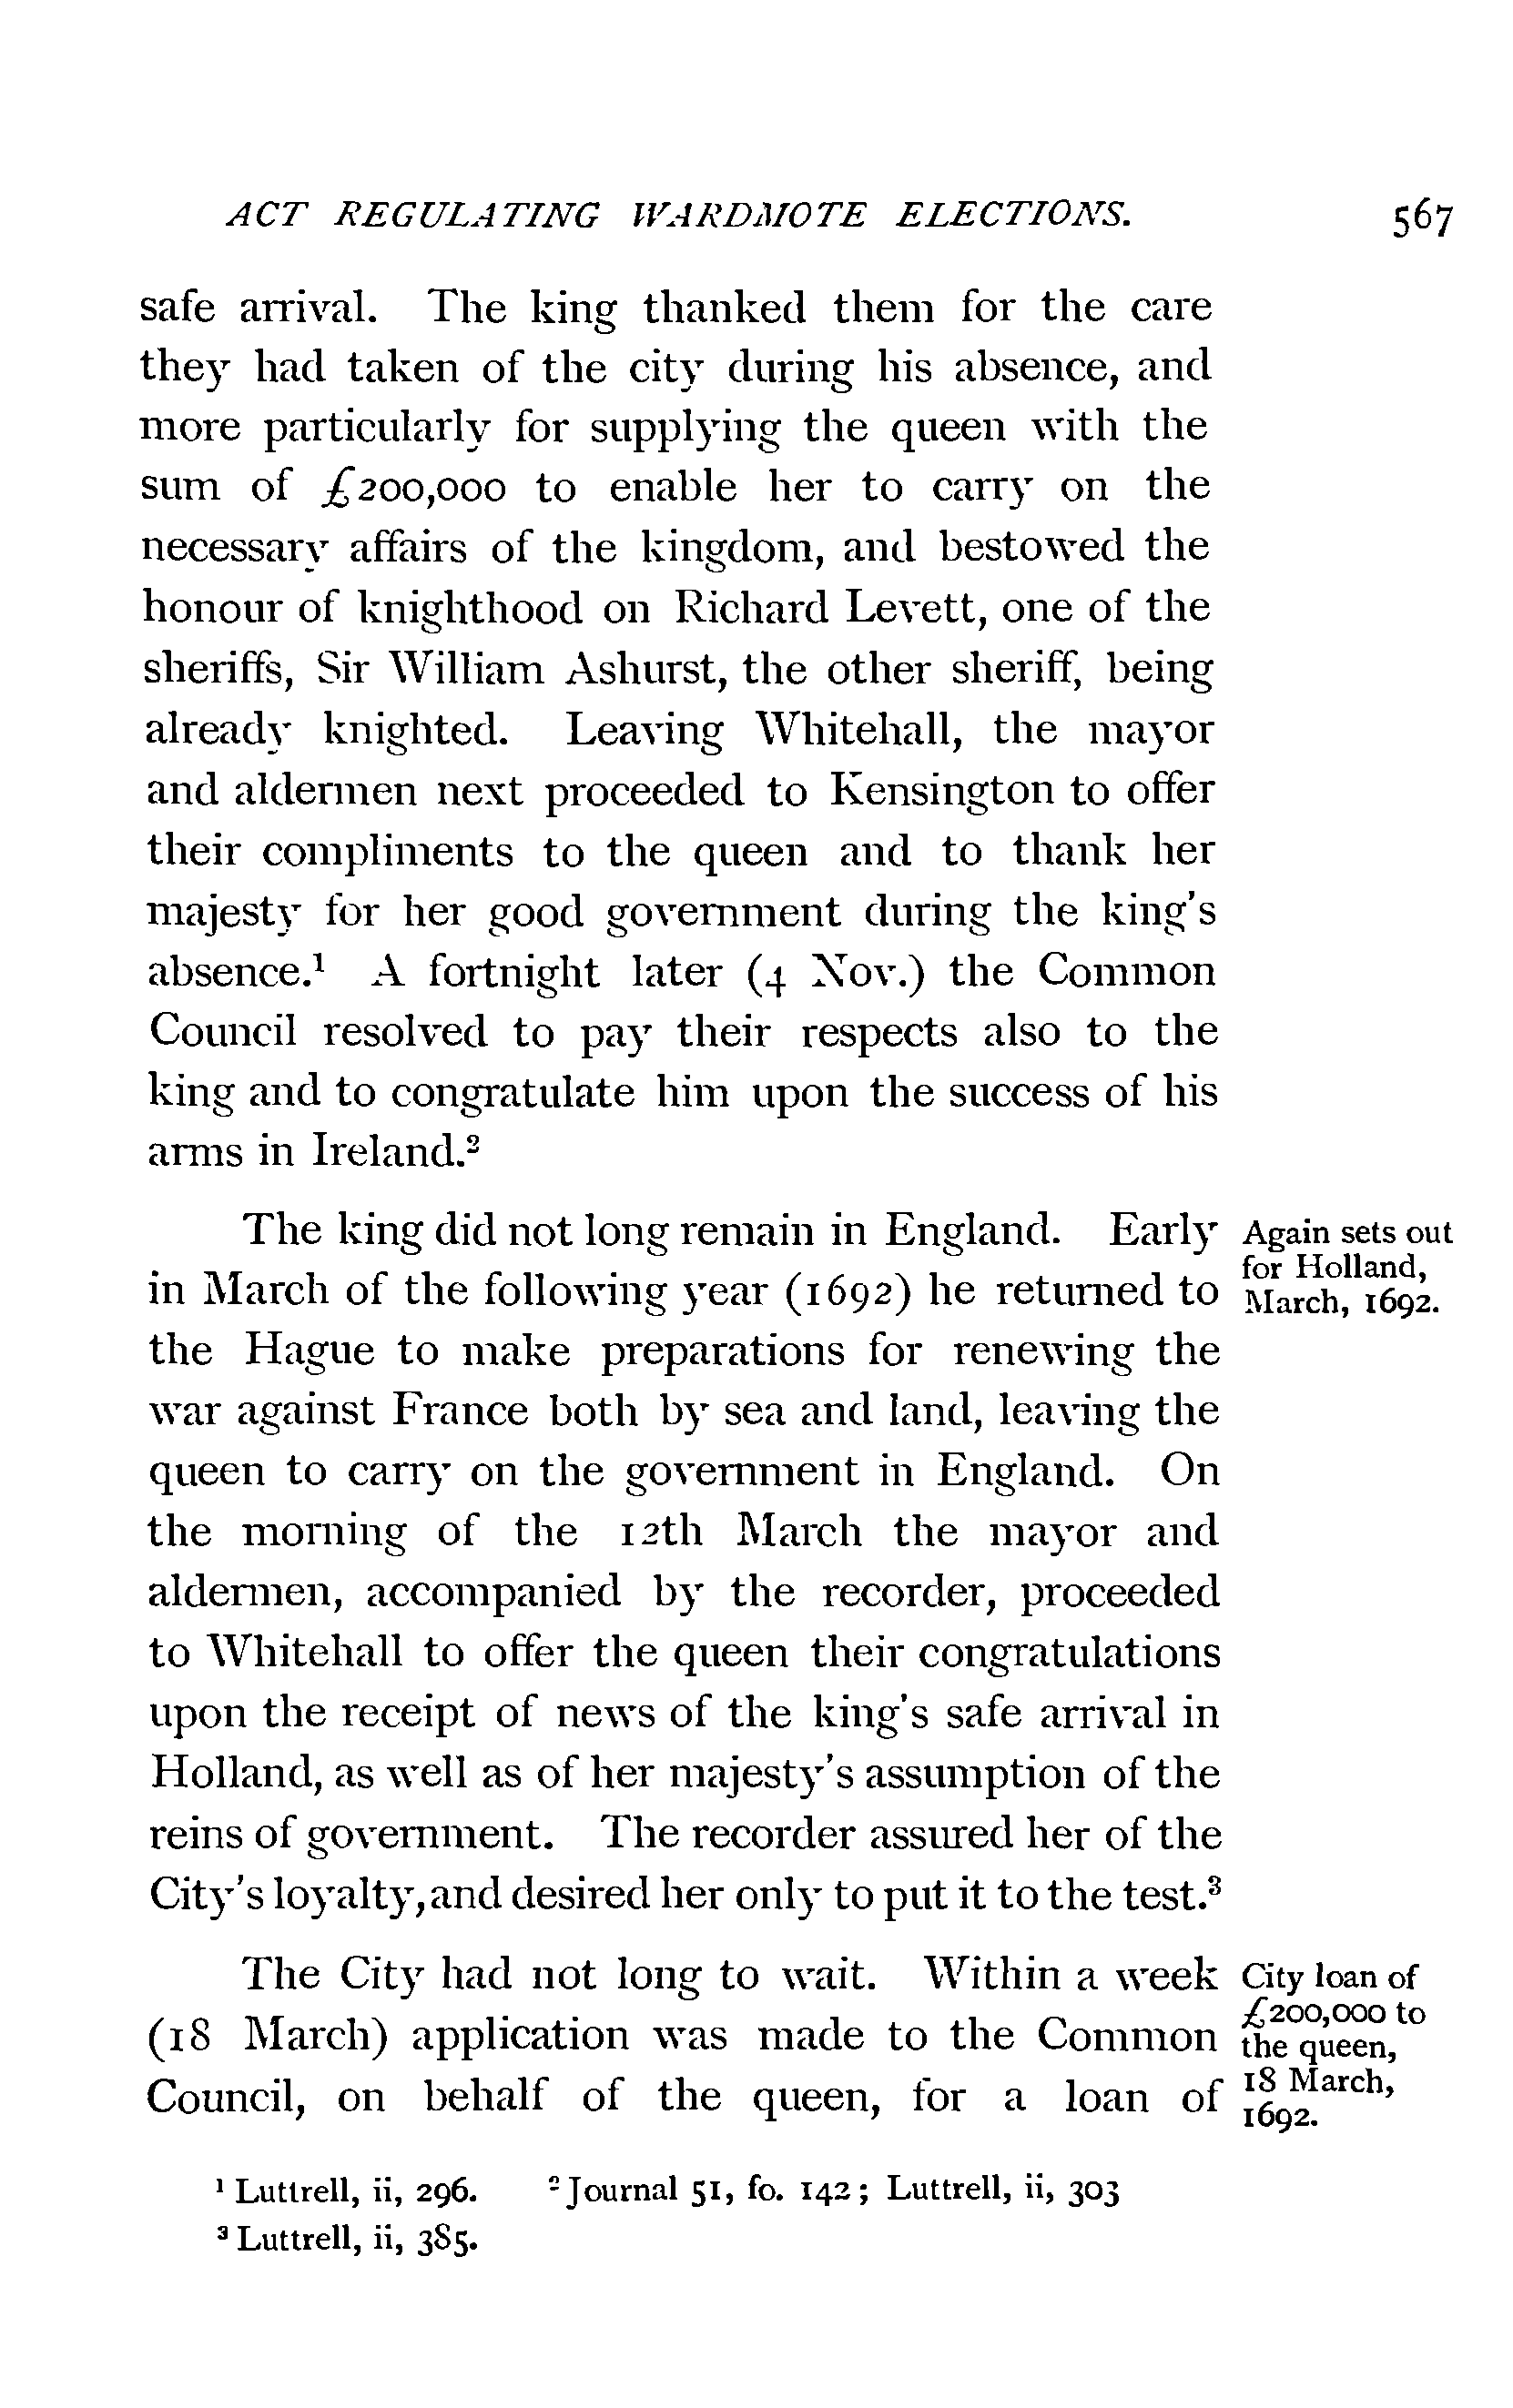 ACT REGULATING WARDMOTE ELECTIONS. 567
safe arrival. The king thanked them for the care
they had taken of the city during his absence, and
more particularly for supplying the queen with the
sum of £200,000 to enable her to carry on the
necessary affairs of the kingdom, and bestowed the
honour of knighthood on Richard Levett, one of the
sheriffs, Sir William Ashurst, the other sheriff, being
already knighted. Leaving Whitehall, the mayor
and aldermen next proceeded to Kensington to offer
their compliments to the queen and to thank her
majesty for her good government during the king's
absence.¹ A fortnight later (4 Nov.) the Common
Council resolved to pay their respects also to the
king and to congratulate him upon the success of his
arms in Ireland.²
The king did not long remain in England. Early
in March of the following year (1692) he returned to
the Hague to make preparations for renewing the
war against France both by sea and land, leaving the
queen to carry on the government in England. On
the morning of the 12th March the mayor and
aldermen, accompanied by the recorder, proceeded
to Whitehall to offer the queen their congratulations
upon the receipt of news of the king's safe arrival in
Holland, as well as of her majesty's assumption of the
reins of government. The recorder assured her of the
City's loyalty, and desired her only to put it to the test.³
Again sets out
for Holland,
March, 1692.
The City had not long to wait. Within a week
(18 March) application was made to the Common
Council, on behalf of the queen, for a loan of
City loan of
£200,000 to
the queen,
18 March,
1692.
¹ Luttrell, ii, 296. ² Journal 51, fo. 142; Luttrell, ii, 303
³ Luttrell, ii, 385.